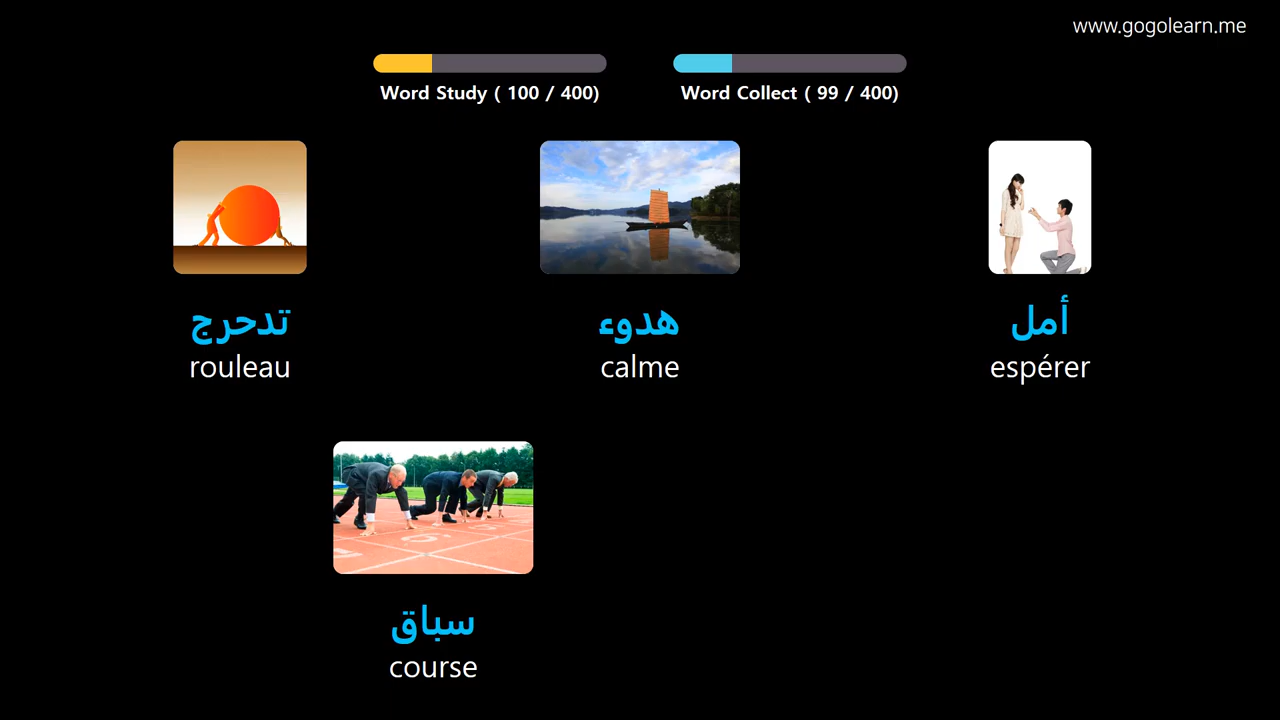 www.gogolearn.me
Word Study ( 100 / 400)
Word Collect ( 99 / 400)
تدحرج
rouleau
هدوء
calme
أمل
espérer
سباق
course